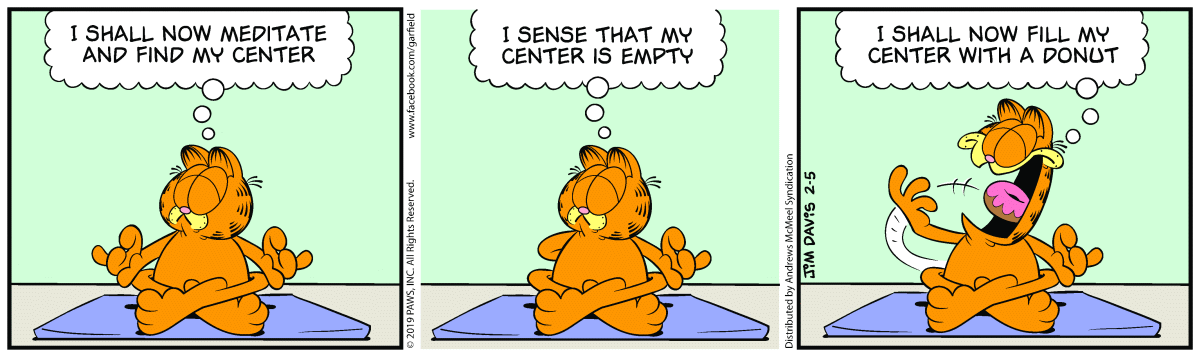 I SHALL NOW MEDITATE
AND FIND MY CENTER
© 2019 PAWS, INC. All Rights Reserved.
www.facebook.com/garfield
I SENSE THAT MY
CENTER IS EMPTY
Distributed by Andrews McMeel Syndication
I SHALL NOW FILL MY
CENTER WITH A DONUT
JIM DAVIS 2-5